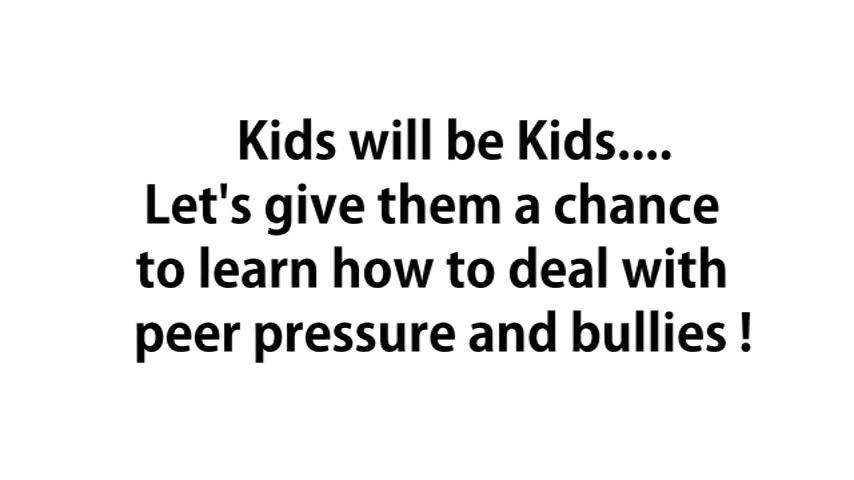 Kids will be Kids....
Let's give them a chance
to learn how to deal with
peer pressure and bullies !